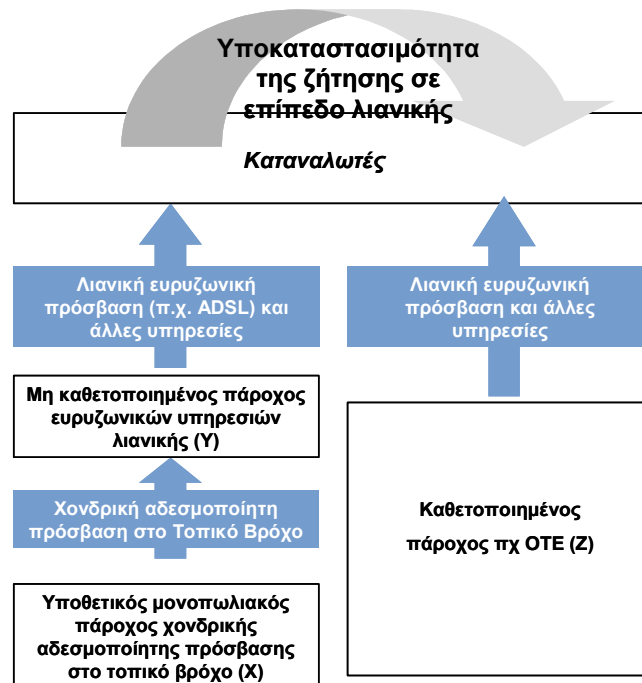 Υποκαταστασιμότητα
της ζήτησης σε
επίπεδο λιανικής
Καταναλωτές
Λιανική ευρυζωνική
πρόσβαση (π.χ. ADSL) και
άλλες υπηρεσίες
Λιανική ευρυζωνική
πρόσβαση και άλλες
υπηρεσίες
Μη καθετοποιημένος πάροχος
ευρυζωνικών υπηρεσιών
λιανικής (Υ)
Χονδρική αδεσμοποίητη
πρόσβαση στο Τοπικό Βρόχο
Καθετοποιημένος
πάροχος πχ ΟΤΕ (Ζ)
Υποθετικός μονοπωλιακός
πάροχος χονδρικής
αδεσμοποίητης πρόσβασης
στο τοπικό βρόχο (Χ)